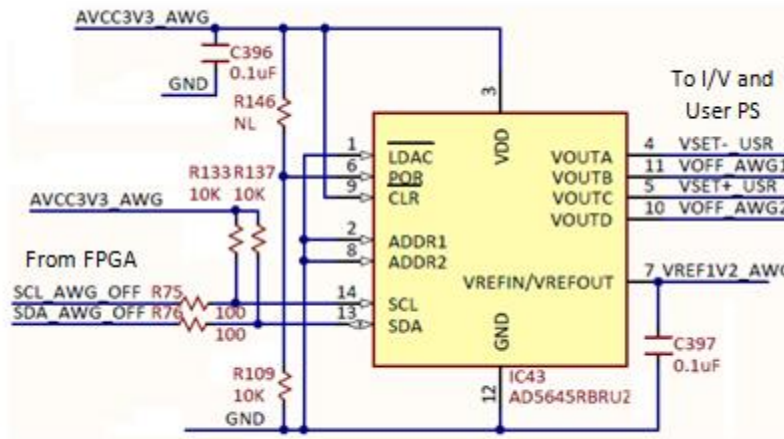 AVCC3V3_AWG
C396
0.1uF
GND
R146
NL
3
VDD
To I/V and
User PS
1 LDAC
6 POR
9 CLR
2 ADDR1
8 ADDR2
14 SCL
13 SDA
VOUTA 4 VSET-_USR
VOUTB 11 VOFF_AWG1
VOUTC 5 VSET+_USR
VOUTD 10 VOFF_AWG2
VREFIN/VREFOUT 7 VREF1V2_AWG
R133 R137
10K 10K
AVCC3V3_AWG
From FPGA
SCL_AWG_OFF R75
100
SDA_AWG_OFF R76
100
R109
10K
GND
GND
12
IC43
AD5645RBRUZ
C397
0.1uF